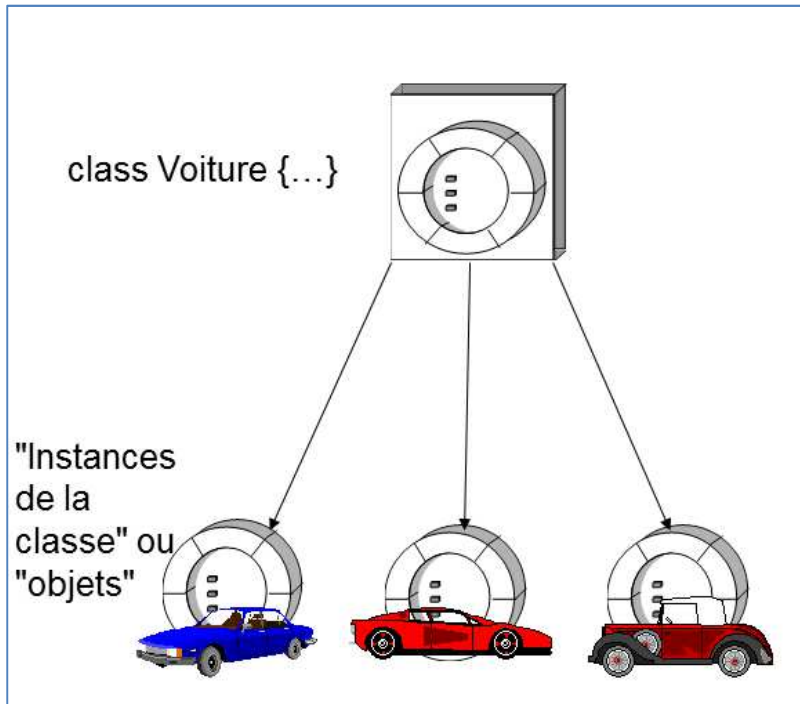 class Voiture {…}
"Instances
de la
classe" ou
"objets"